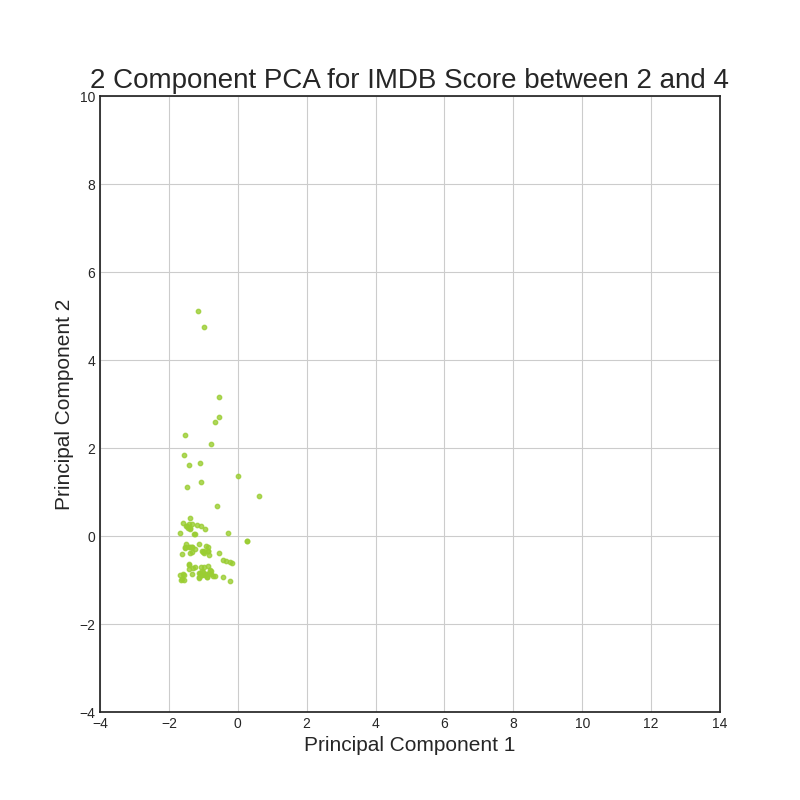 2 Component PCA for IMDB Score between 2 and 4
10
8
6
4
2
0
−2
−4
Principal Component 2
−4 −2 0 2 4 6 8 10 12 14
Principal Component 1